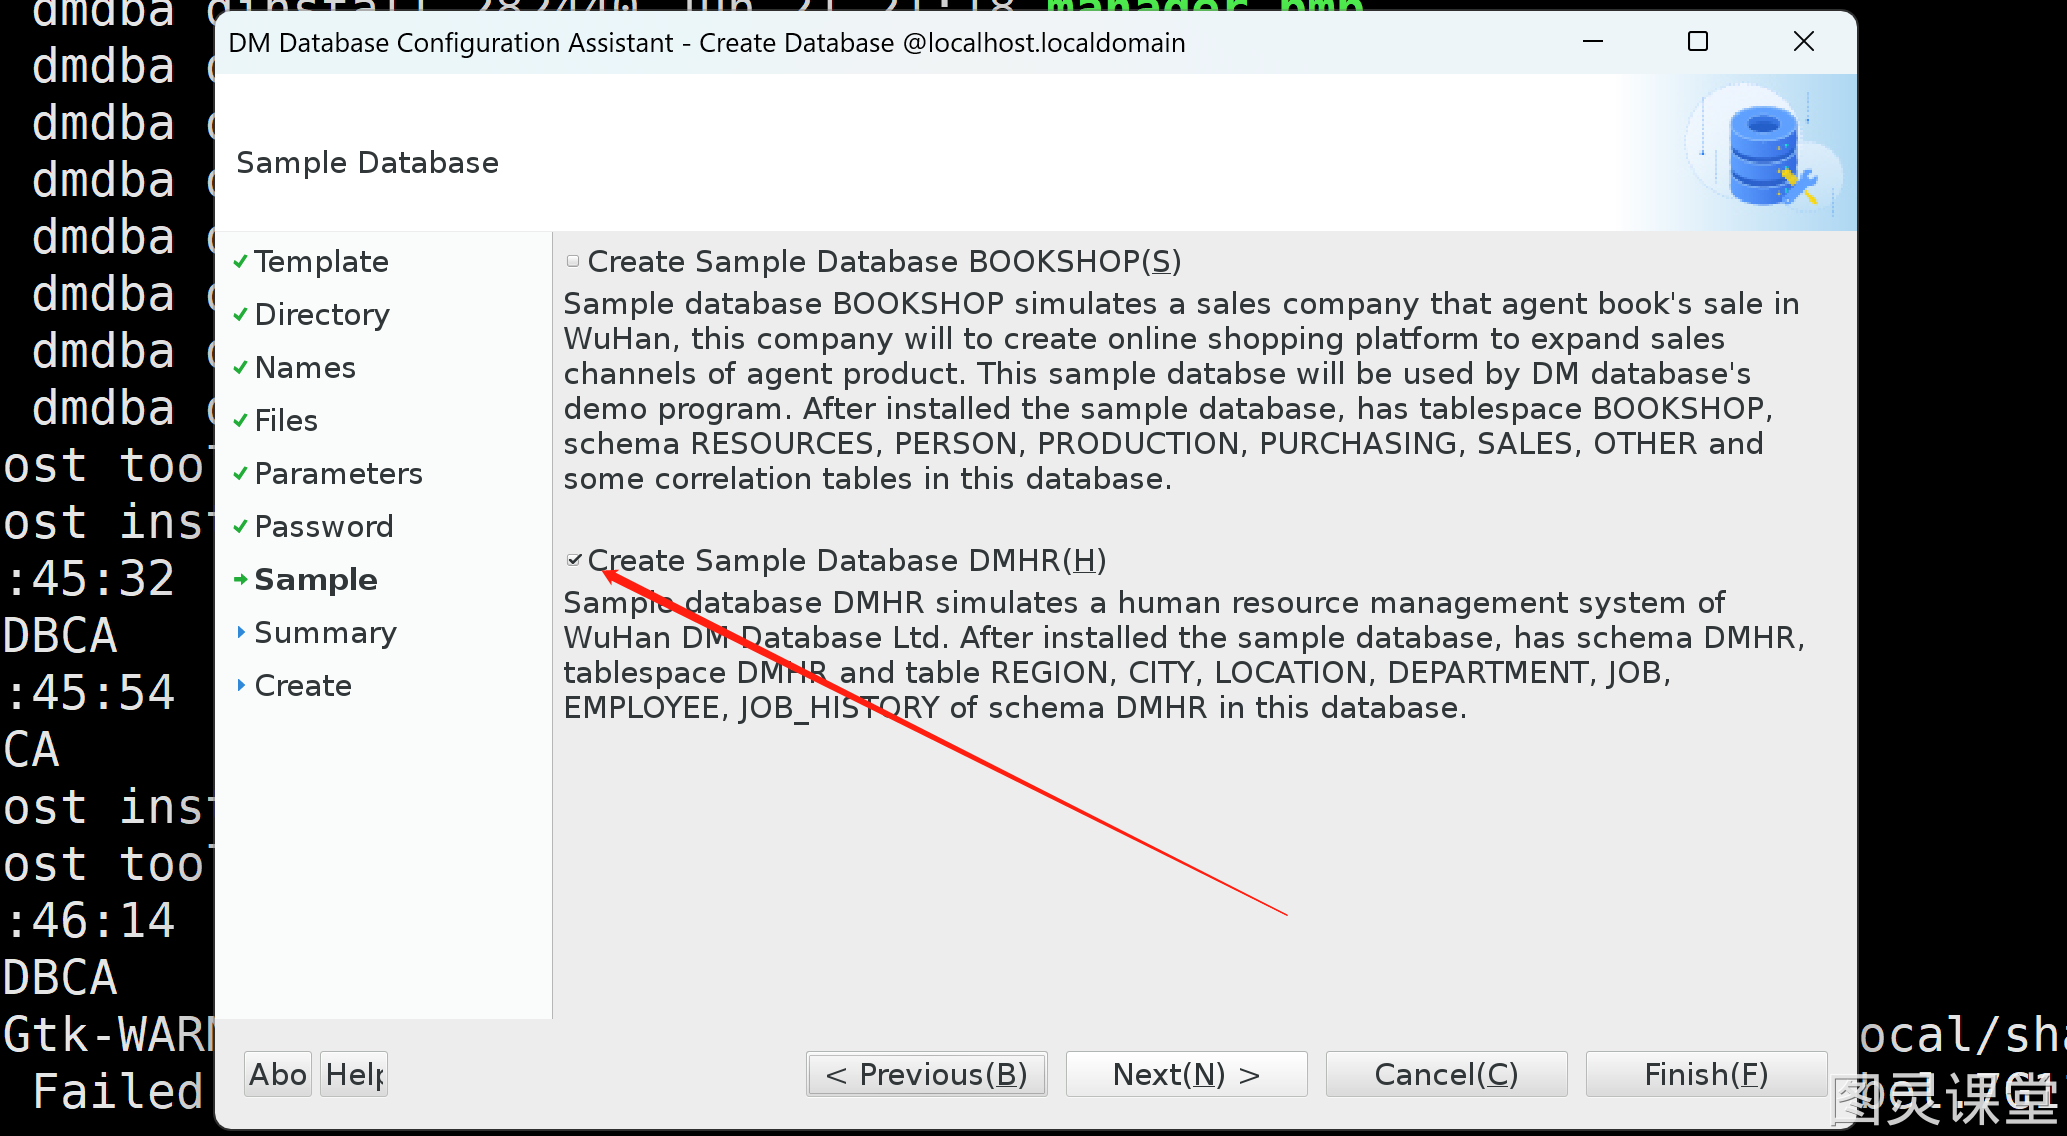 dmdba dinstall 282440 Jun 21 21:18 manager.bmp
DM Database Configuration Assistant - Create Database @localhost.localdomain
dmdba
dmdba
dmdba
Sample Database
dmdba
dmdba
Template
Create Sample Database BOOKSHOP(S)
dmdba
Directory
Sample database BOOKSHOP simulates a sales company that agent book's sale in
WuHan, this company will to create online shopping platform to expand sales
dmdba
Names
channels of agent product. This sample databse will be used by DM database's
dmdba
Files
demo program. After installed the sample database, has tablespace BOOKSHOP,
schema RESOURCES, PERSON, PRODUCTION, PURCHASING, SALES, OTHER and
ost tool
Parameters
some correlation tables in this database.
ost inst
Password
Create Sample Database DMHR(H)
:45:32
Sample
Sample database DMHR simulates a human resource management system of
DBCA
Summary
WuHan DM Database Ltd. After installed the sample database, has schema DMHR,
:45:54
Create
tablespace DMHR and table REGION, CITY, LOCATION, DEPARTMENT, JOB,
EMPLOYEE, JOB_HISTORY of schema DMHR in this database.
CA
ost inst
ost tool
:46:14
DBCA
Gtk-WARN
ocal/sha
Abo
Help
< Previous(B)
Next(N) >
Cancel(C)
Finish(F)
Failed
图灵课堂